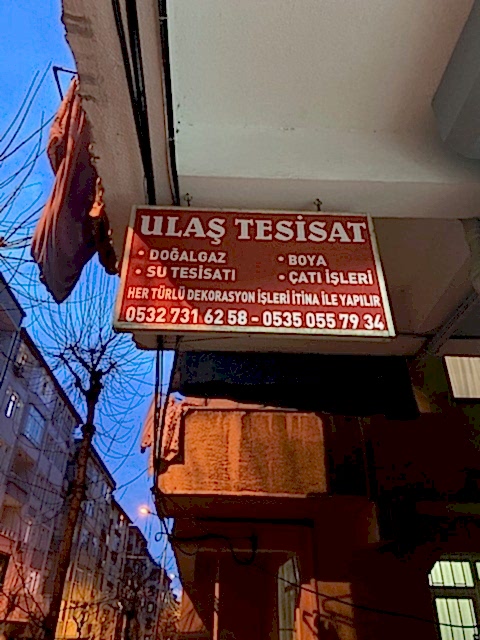 ULAŞ TESİSAT
• DOĞALGAZ • BOYA
• SU TESİSATI • ÇATI İŞLERİ
HER TÜRLÜ DEKORASYON İŞLERİ İTİNA İLE YAPILIR
0532 731 62 58 - 0535 055 79 34